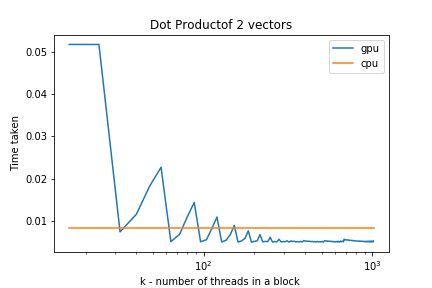 Dot Productof 2 vectors
gpu
cpu
Time taken
0.05
0.04
0.03
0.02
0.01
10²
10³
k - number of threads in a block